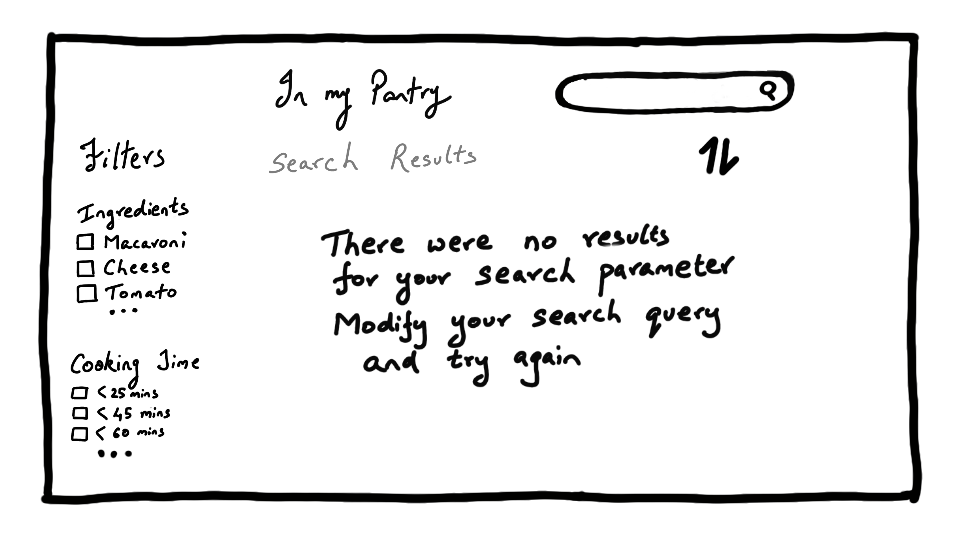 In my Pantry
Filters
Search Results
Ingredients
Macaroni
Cheese
Tomato
...
Cooking Time
< 25 mins
< 45 mins
< 60 mins
...
There were no results
for your search parameter
Modify your search query
and try again